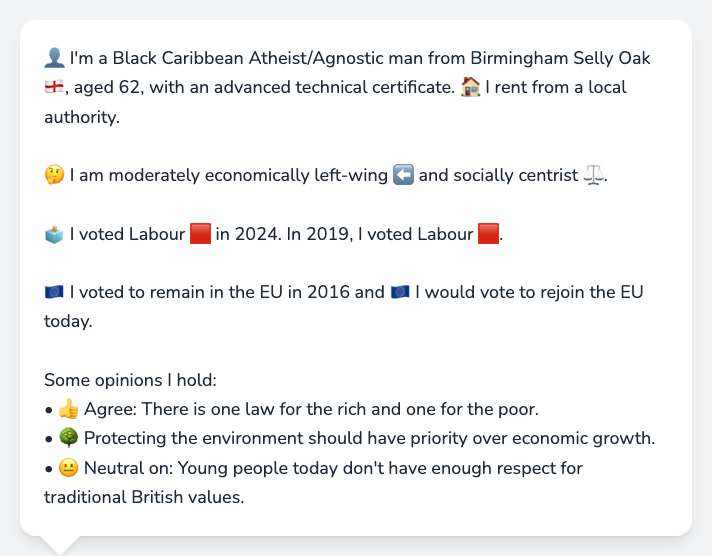 👤 I'm a Black Caribbean Atheist/Agnostic man from Birmingham Selly Oak
🏴󠁧󠁢󠁥󠁮󠁧󠁿, aged 62, with an advanced technical certificate. 🏠 I rent from a local
authority.
🤔 I am moderately economically left-wing ⬅️ and socially centrist ⚖️.
🗳️ I voted Labour 🟥 in 2024. In 2019, I voted Labour 🟥.
🇪🇺 I voted to remain in the EU in 2016 and 🇪🇺 I would vote to rejoin the EU
today.
Some opinions I hold:
• 👍 Agree: There is one law for the rich and one for the poor.
• 🌳 Protecting the environment should have priority over economic growth.
• 😐 Neutral on: Young people today don't have enough respect for
traditional British values.